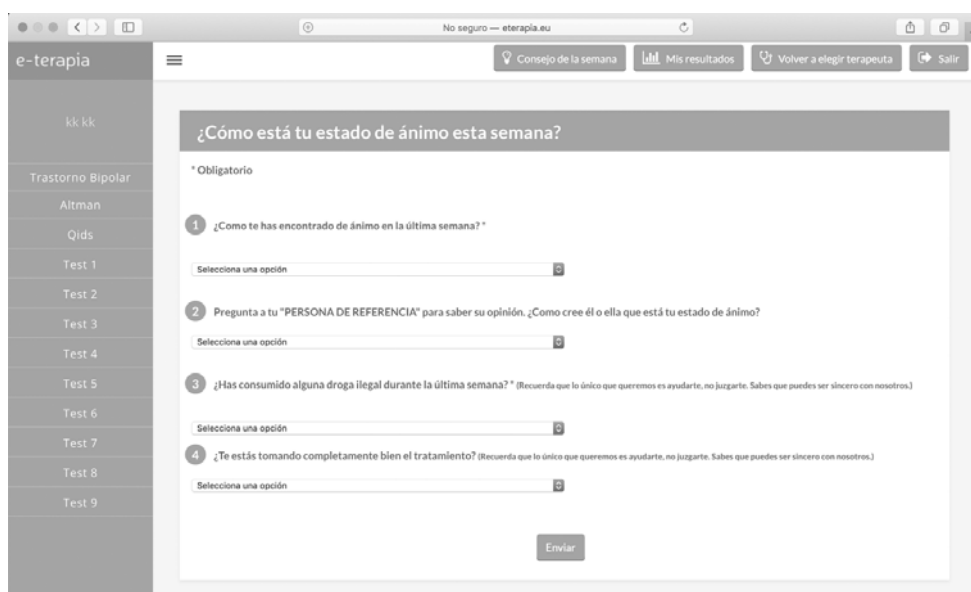 No seguro — eterapia.eu
e-terapia
Consejo de la semana
Mis resultados
Volver a elegir terapeuta
Salir
kk kk
Trastorno Bipolar
Altman
Qids
Test 1
Test 2
Test 3
Test 4
Test 5
Test 6
Test 7
Test 8
Test 9
¿Cómo está tu estado de ánimo esta semana?
* Obligatorio
1 ¿Como te has encontrado de ánimo en la última semana? *
Selecciona una opción
2 Pregunta a tu "PERSONA DE REFERENCIA" para saber su opinión. ¿Como cree él o ella que está tu estado de ánimo?
Selecciona una opción
3 ¿Has consumido alguna droga ilegal durante la última semana? * (Recuerda que lo único que queremos es ayudarte, no juzgarte. Sabes que puedes ser sincero con nosotros.)
Selecciona una opción
4 ¿Te estás tomando completamente bien el tratamiento? (Recuerda que lo único que queremos es ayudarte, no juzgarte. Sabes que puedes ser sincero con nosotros.)
Selecciona una opción
Enviar